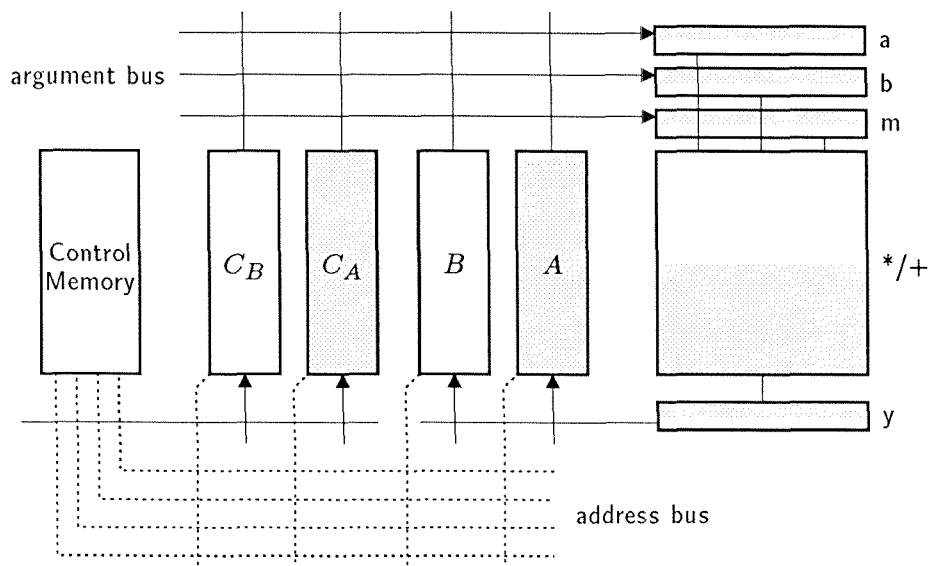 a
argument bus
b
m
Control
Memory
C_B
C_A
B
A
*/+
y
address bus